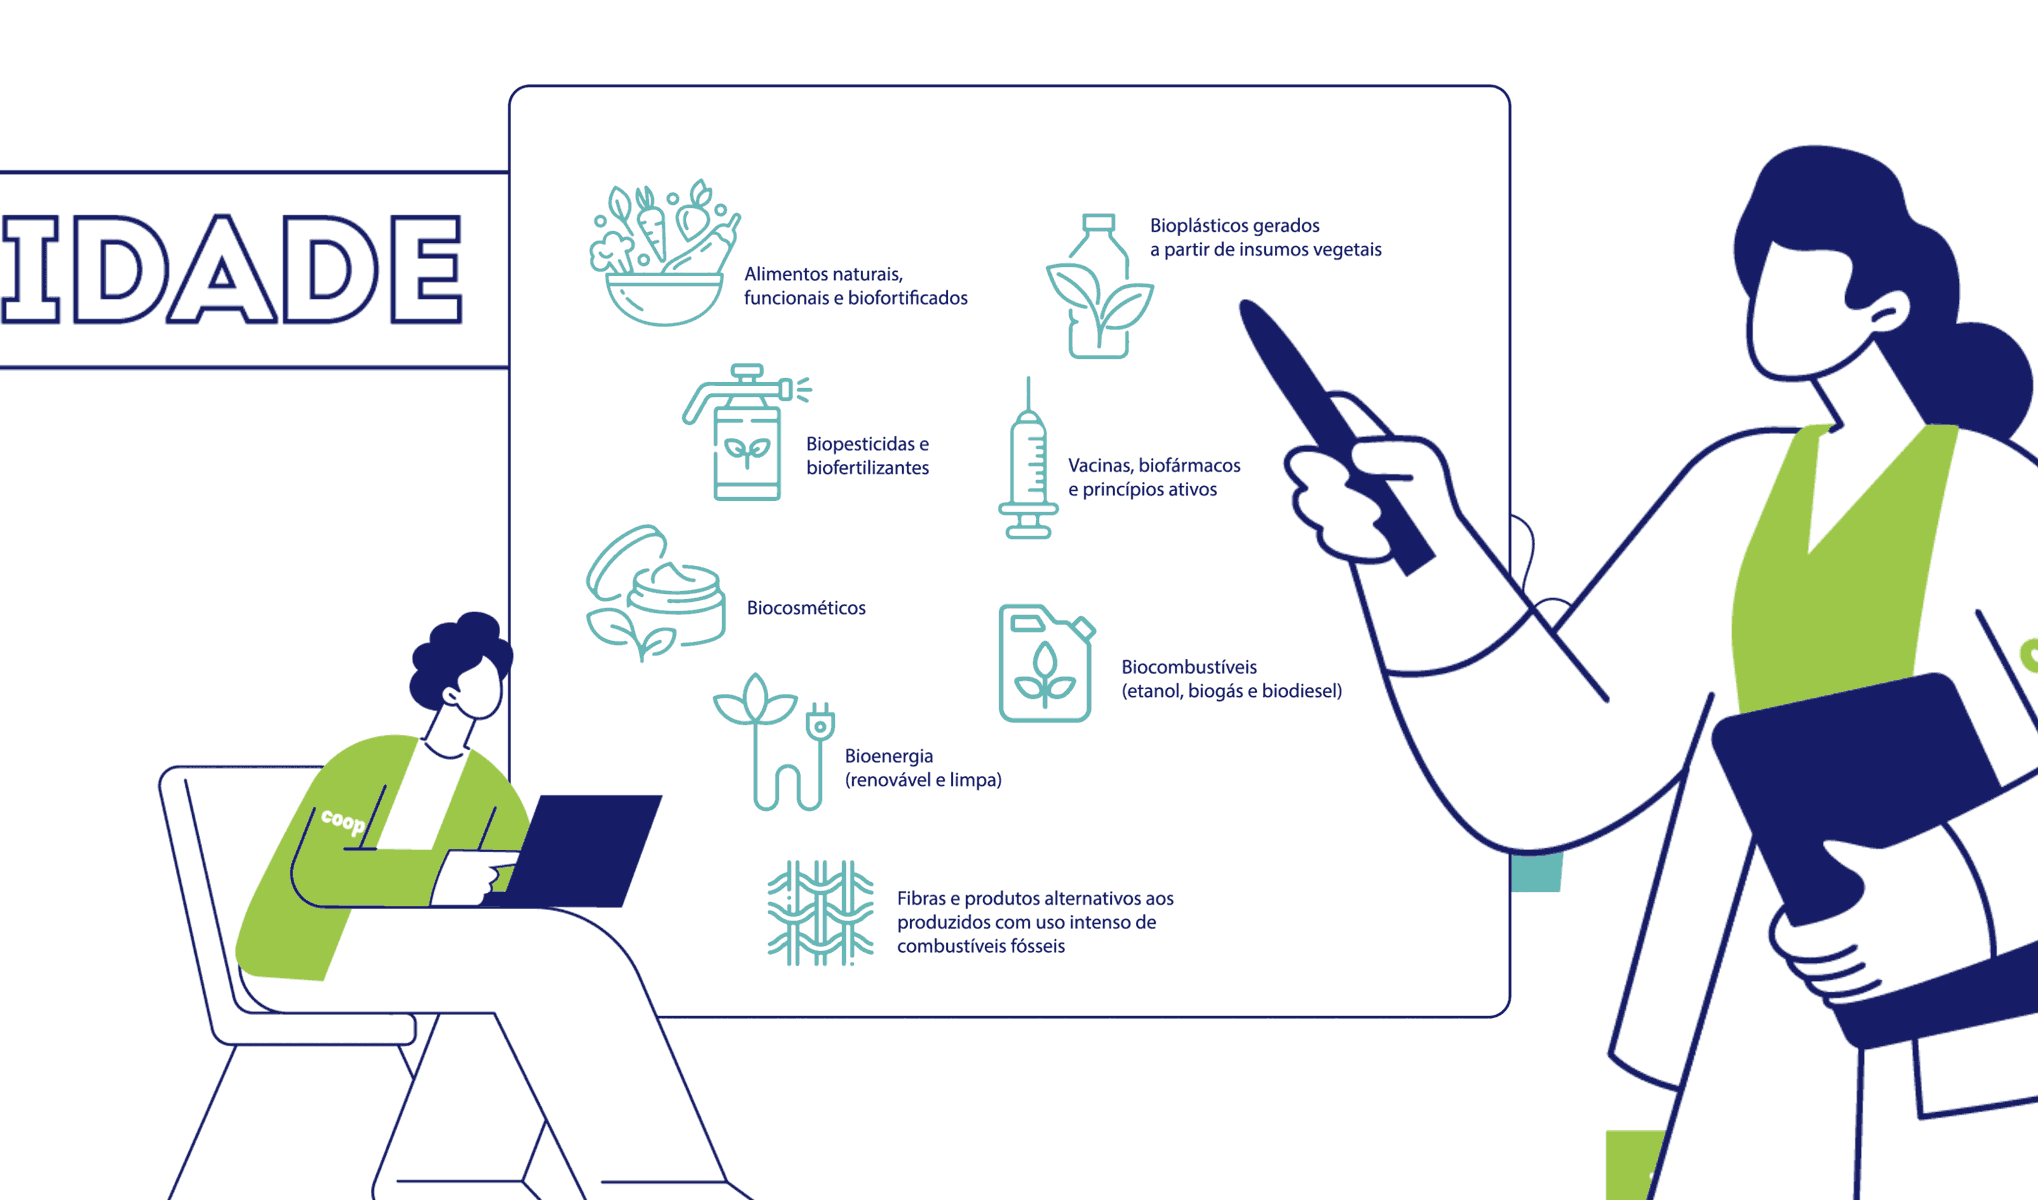 IDADE
Alimentos naturais,
funcionais e biofortificados
Bioplásticos gerados
a partir de insumos vegetais
Biopesticidas e
biofertilizantes
Vacinas, biofármacos
e princípios ativos
Biocosméticos
Biocombustíveis
(etanol, biogás e biodiesel)
Bioenergia
(renovável e limpa)
coop
Fibras e produtos alternativos aos
produzidos com uso intenso de
combustíveis fósseis